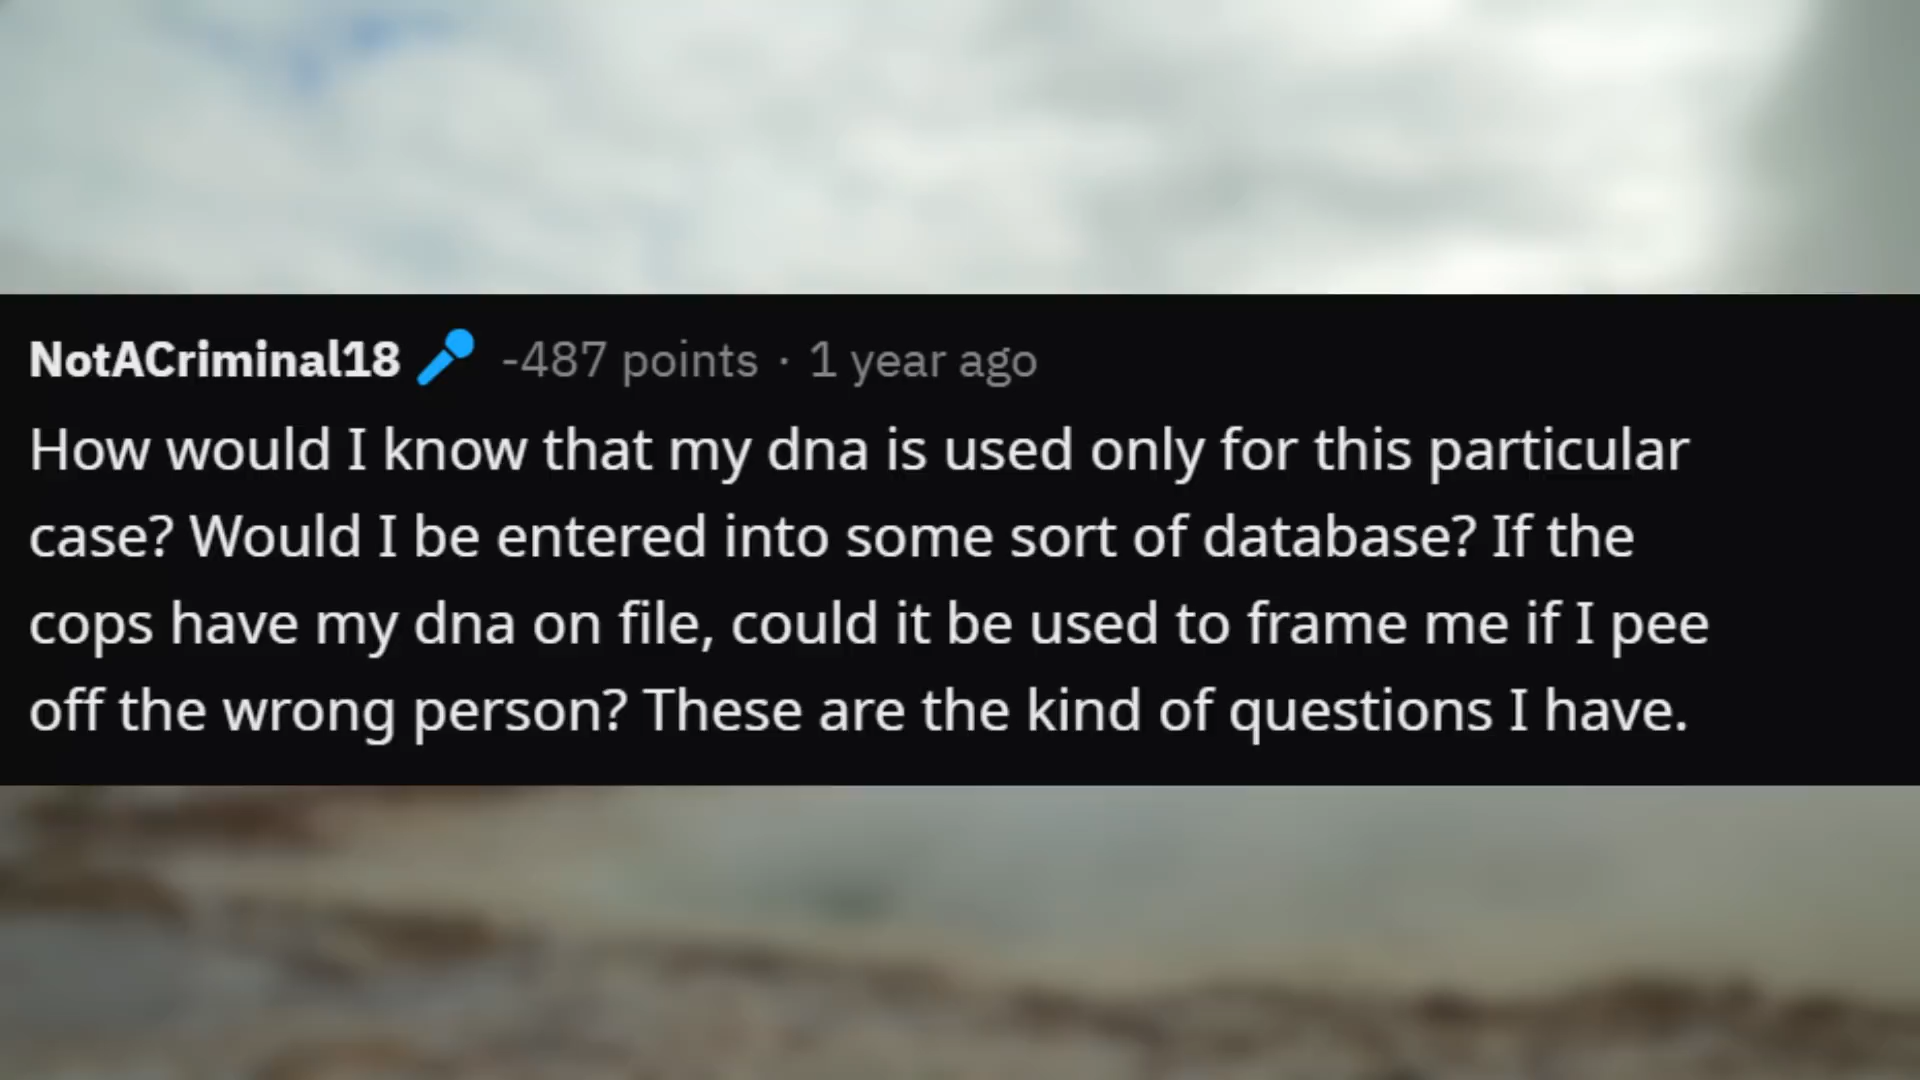 NotACriminal18 🎤 -487 points · 1 year ago
How would I know that my dna is used only for this particular
case? Would I be entered into some sort of database? If the
cops have my dna on file, could it be used to frame me if I pee
off the wrong person? These are the kind of questions I have.